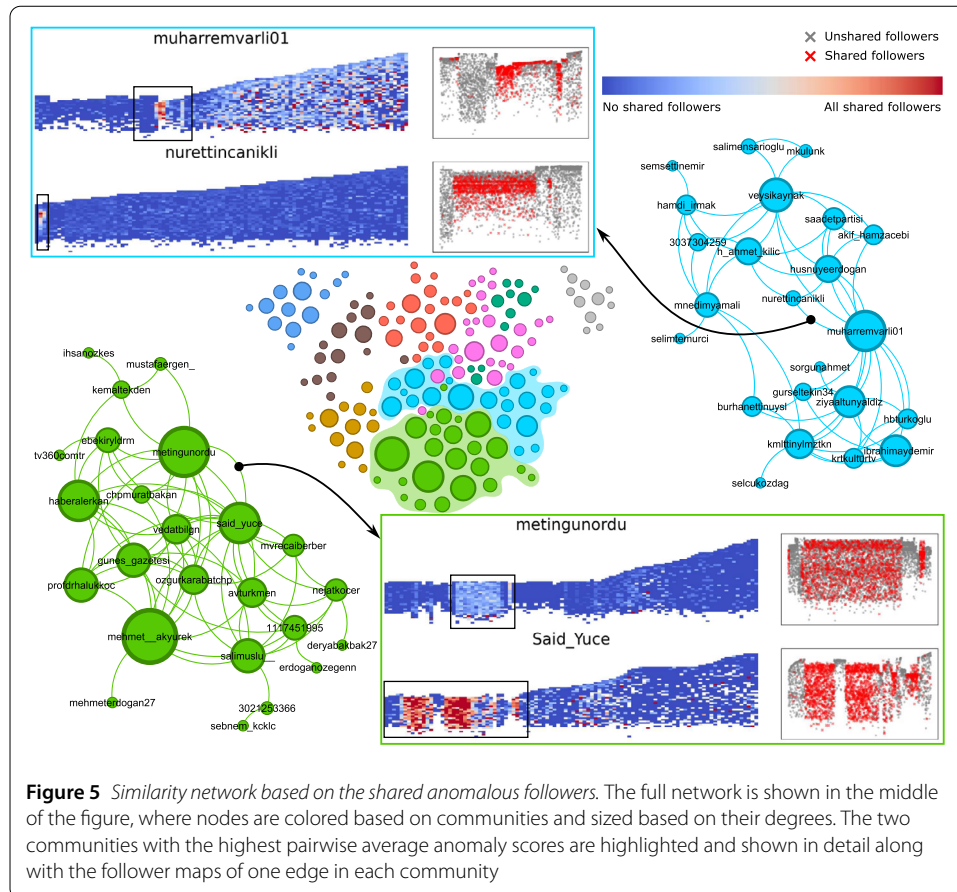 muharremvarli01
nurettincanikli
Unshared followers
Shared followers
No shared followers
All shared followers
salimensarioglu
mkulunk
semsettinemir
veysikaynak
hamdi_irmak
saadetpartisi
akif_hamzacebi
3037304259
h_ahmet_kilic
husnuyeerdogan
mnedimyamali
nurettincanikli
muharremvarli01
selimtemurci
sorgunahmet
gurseltekin34
burhanettinuysl
ziyaaltunyaldiz
hbturkoglu
kmlttinylmztkn
krtkulturtv
ibrahimaydemir
selcukozdag
ihsanozkes
mustafaergen_
kemaltekden
ebekiryldrm
metingunordu
tv360comtr
chpmuratbakan
haberalerkan
said_yuce
vedatbilgn
mvrecaiberber
gunes_gazetesi
ozgurkarabatchp
profdrhalukkoc
avturkmen
nejatkocer
1117451995
mehmet__akyurek
deryabakbak27
salimuslu__
erdoganozegenn
mehmeterdogan27
3021253366
sebnem_kcklc
metingunordu
Said_Yuce
Figure 5 Similarity network based on the shared anomalous followers. The full network is shown in the middle
of the figure, where nodes are colored based on communities and sized based on their degrees. The two
communities with the highest pairwise average anomaly scores are highlighted and shown in detail along
with the follower maps of one edge in each community